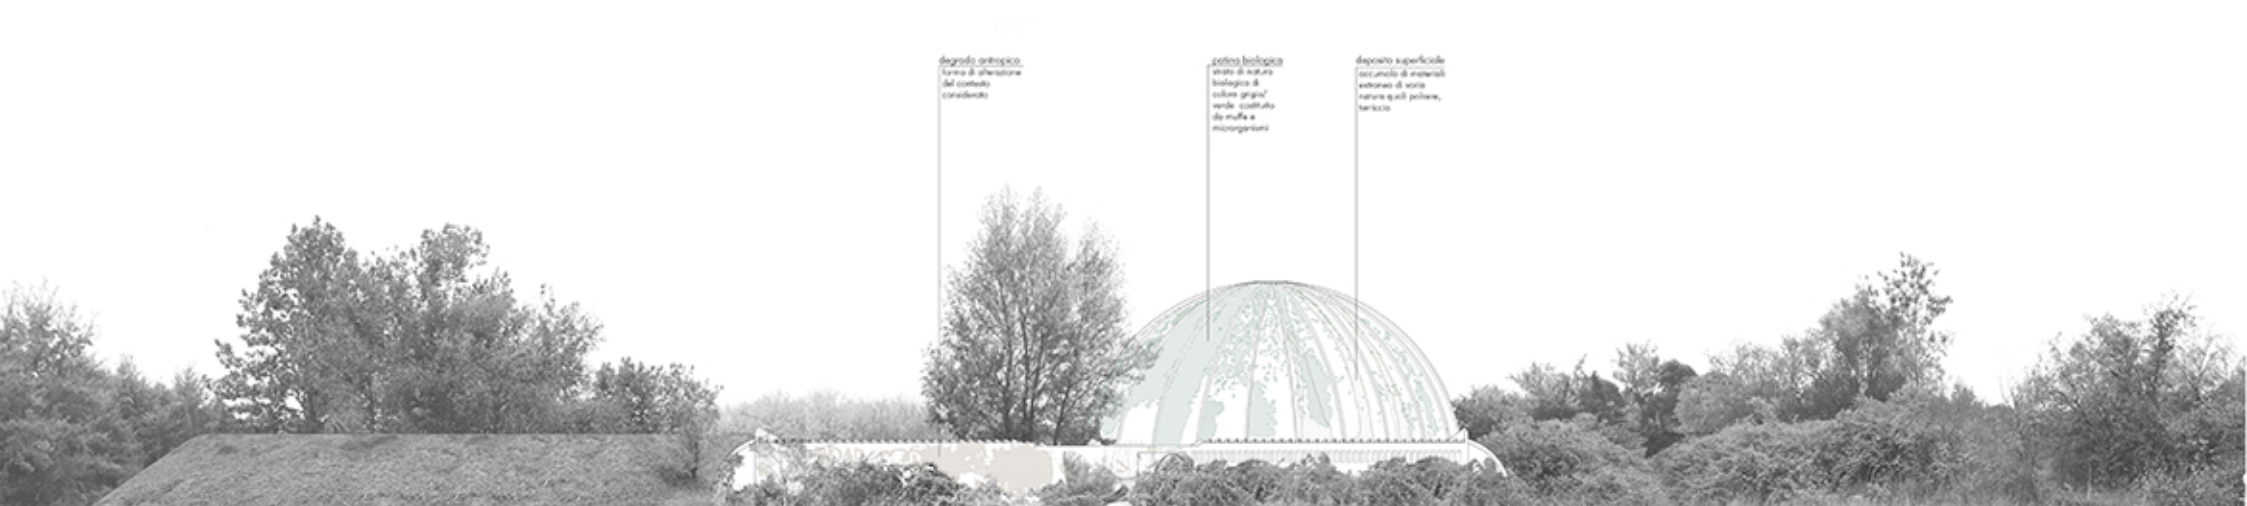 degrado antropico
forma di alterazione
del contesto
considerato
patina biologica
strato di natura
biologica di
colore grigio/
verde costituito
da muffe e
microrganismi
deposito superficiale
accumulo di materiali
estraneo di varia
natura quali polvere,
terriccio